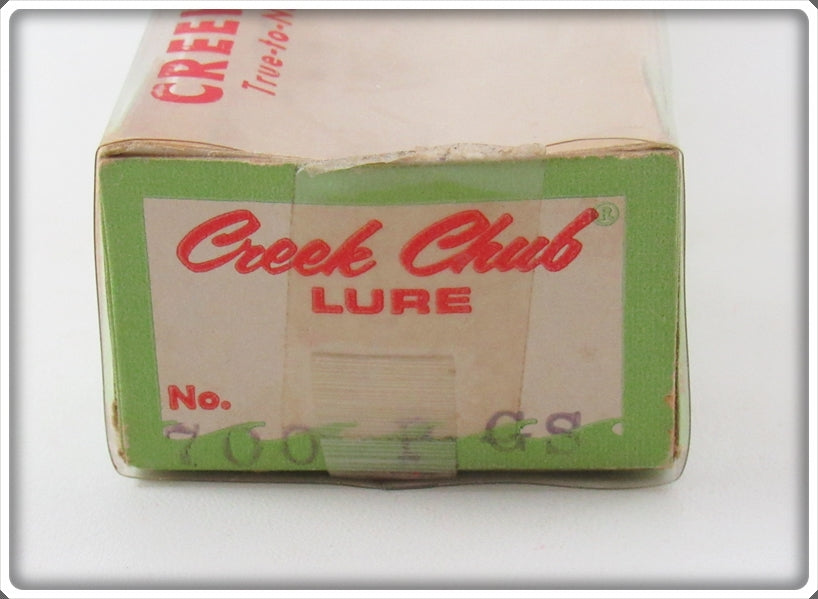 CREE
True-to-N
Creek Chub®
LURE
No.
700 P GS